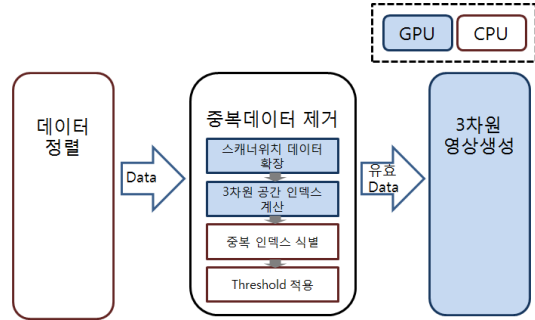 GPU
CPU
데이터
정렬
Data
중복데이터 제거
스캐너위치 데이터
확장
3차원 공간 인덱스
계산
중복 인덱스 식별
Threshold 적용
유효
Data
3차원
영상생성